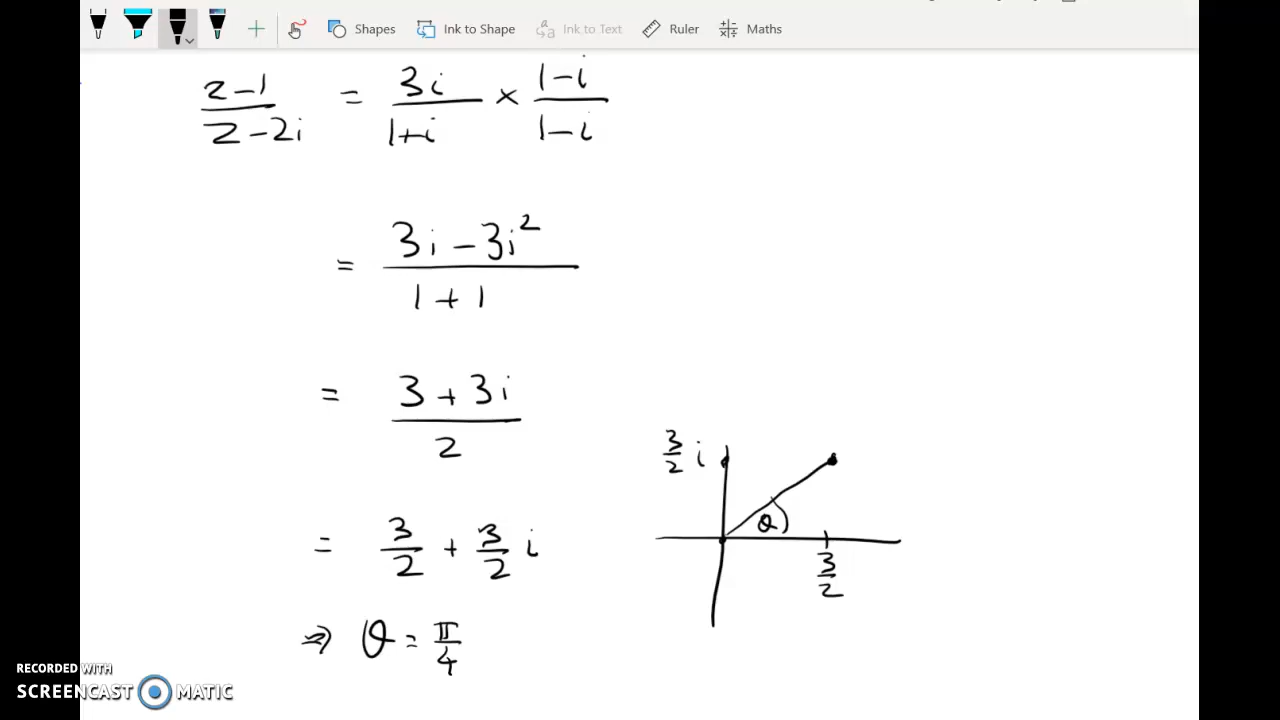 Shapes Ink to Shape Ink to Text Ruler Maths
z-1/z-2i = 3i/1+i × 1-i/1-i
= 3i-3i²/1+1
= 3+3i/2
= 3/2 + 3/2 i
⇒ θ = π/4
3/2 i
θ
3/2
RECORDED WITH
SCREENCAST MATIC